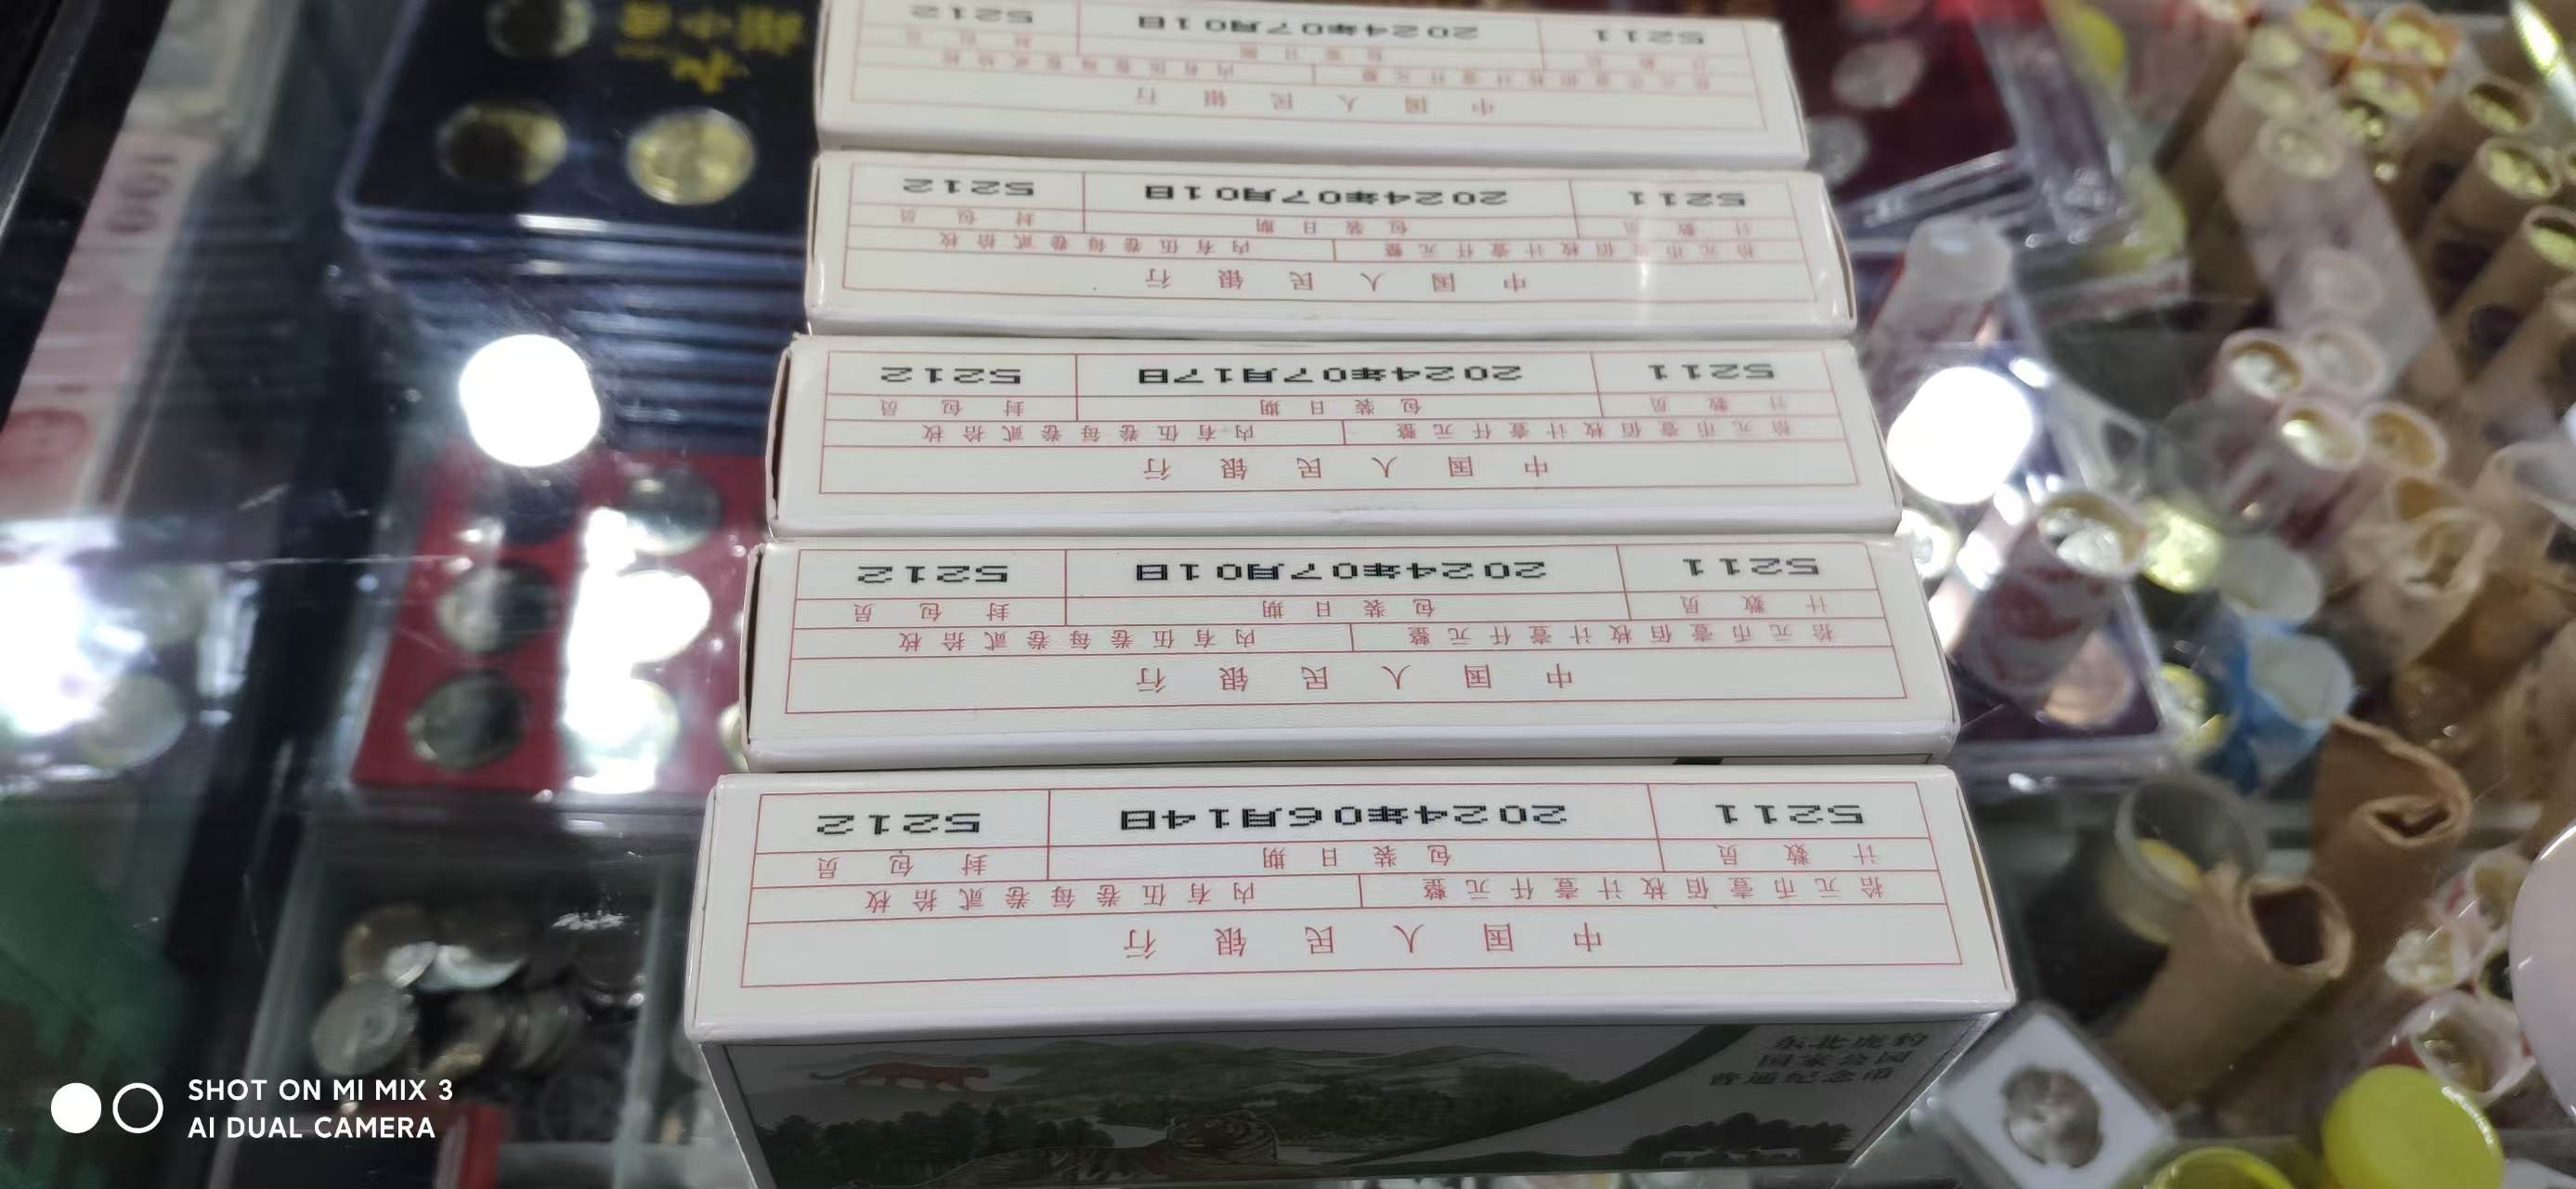 中国人民银行
拾元币壹佰枚计壹仟元整 内有伍卷每卷贰拾枚
计数员 包装日期 封包员
5211 2024年07月01日 5212
中国人民银行
拾元币壹佰枚计壹仟元整 内有伍卷每卷贰拾枚
计数员 包装日期 封包员
5211 2024年07月01日 5212
中国人民银行
拾元币壹佰枚计壹仟元整 内有伍卷每卷贰拾枚
计数员 包装日期 封包员
5211 2024年07月17日 5212
中国人民银行
拾元币壹佰枚计壹仟元整 内有伍卷每卷贰拾枚
计数员 包装日期 封包员
5211 2024年07月01日 5212
中国人民银行
拾元币壹佰枚计壹仟元整 内有伍卷每卷贰拾枚
计数员 包装日期 封包员
5211 2024年06月14日 5212
东北虎豹
国家公园
普通纪念币
SHOT ON MI MIX 3
AI DUAL CAMERA